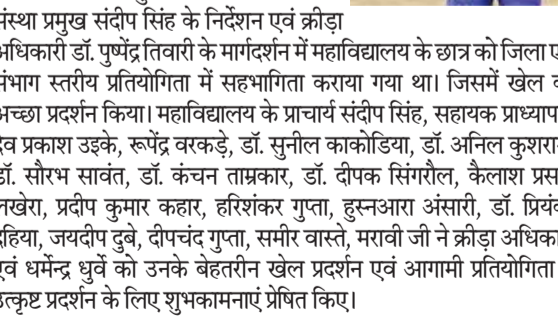 संस्था प्रमुख संदीप सिंह के निर्देशन एवं क्रीड़ा
अधिकारी डॉ. पुष्पेंद्र तिवारी के मार्गदर्शन में महाविद्यालय के छात्र को जिला ए
संभाग स्तरीय प्रतियोगिता में सहभागिता कराया गया था। जिसमें खेल
अच्छा प्रदर्शन किया। महाविद्यालय के प्राचार्य संदीप सिंह, सहायक प्राध्याप
देव प्रकाश उइके, रूपेंद्र वरकड़े, डॉ. सुनील काकोडिया, डॉ. अनिल कुशरा
डॉ. सौरभ सावंत, डॉ. कंचन ताम्रकार, डॉ. दीपक सिंगरौल, कैलाश प्रस
लखेरा, प्रदीप कुमार कहार, हरिशंकर गुप्ता, हुस्नआरा अंसारी, डॉ. प्रियं
दहिया, जयदीप दुबे, दीपचंद गुप्ता, समीर वास्ते, मरावी जी ने क्रीड़ा अधिका
एवं धर्मेन्द्र धुर्वे को उनके बेहतरीन खेल प्रदर्शन एवं आगामी प्रतियोगिता
उत्कृष्ट प्रदर्शन के लिए शुभकामनाएं प्रेषित किए।